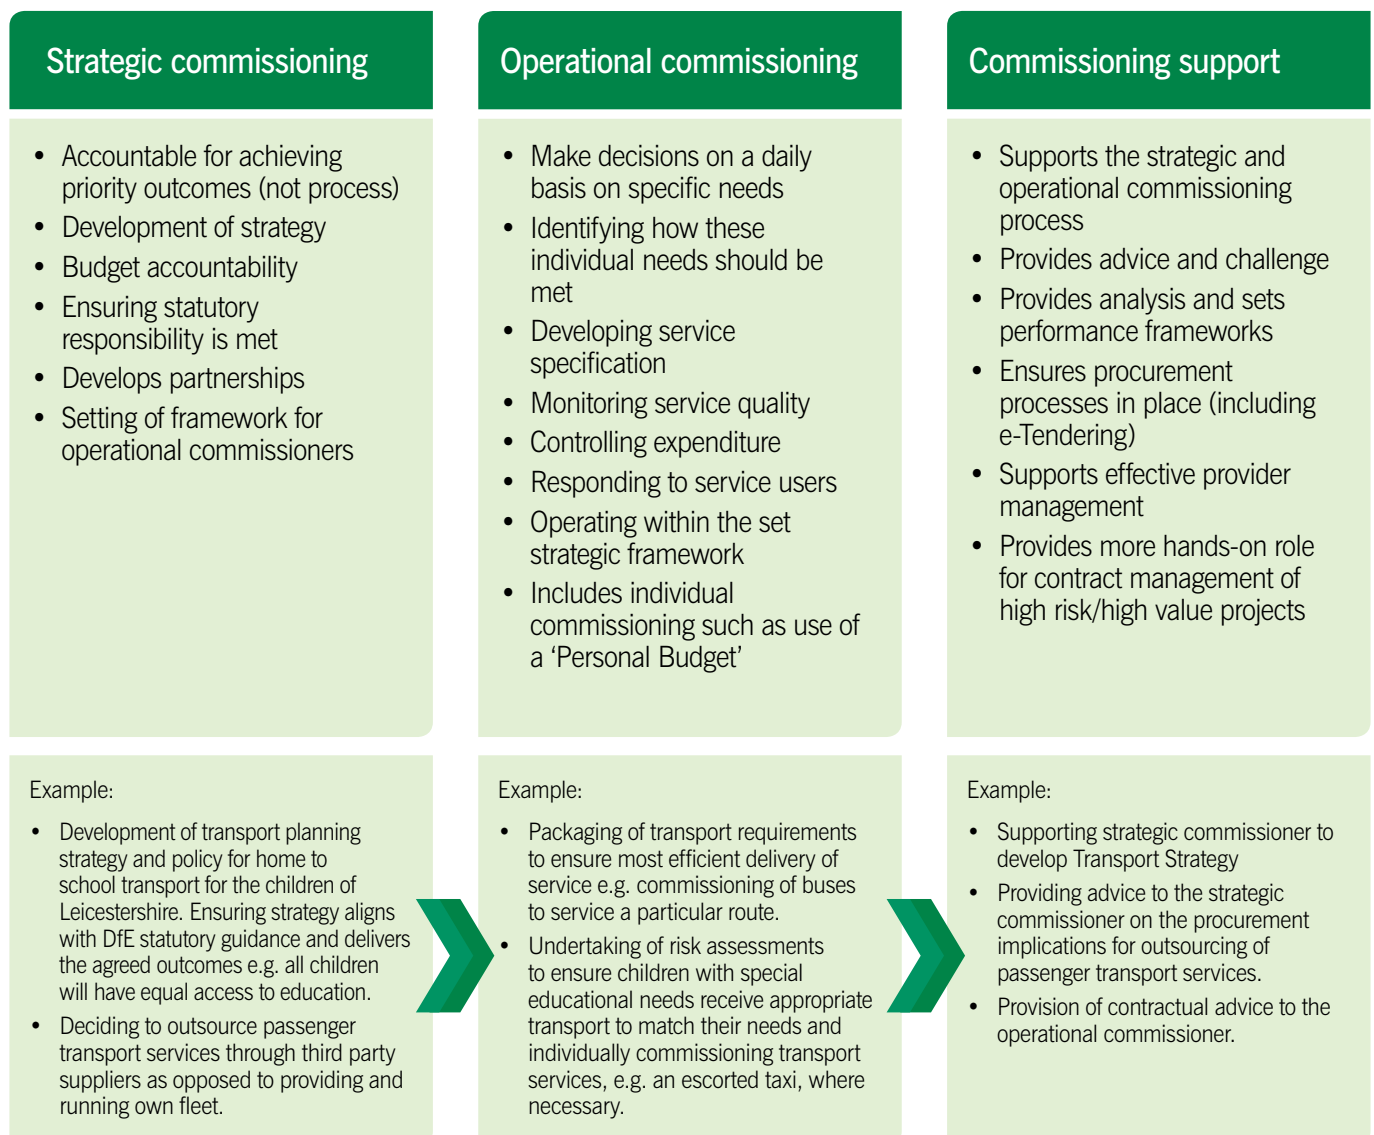 Strategic commissioning
• Accountable for achieving
priority outcomes (not process)
• Development of strategy
• Budget accountability
• Ensuring statutory
responsibility is met
• Develops partnerships
• Setting of framework for
operational commissioners
Operational commissioning
• Make decisions on a daily
basis on specific needs
• Identifying how these
individual needs should be
met
• Developing service
specification
• Monitoring service quality
• Controlling expenditure
• Responding to service users
• Operating within the set
strategic framework
• Includes individual
commissioning such as use of
a ‘Personal Budget’
Commissioning support
• Supports the strategic and
operational commissioning
process
• Provides advice and challenge
• Provides analysis and sets
performance frameworks
• Ensures procurement
processes in place (including
e-Tendering)
• Supports effective provider
management
• Provides more hands-on role
for contract management of
high risk/high value projects
Example:
• Development of transport planning
strategy and policy for home to
school transport for the children of
Leicestershire. Ensuring strategy aligns
with DfE statutory guidance and delivers
the agreed outcomes e.g. all children
will have equal access to education.
• Deciding to outsource passenger
transport services through third party
suppliers as opposed to providing and
running own fleet.
Example:
• Packaging of transport requirements
to ensure most efficient delivery of
service e.g. commissioning of buses
to service a particular route.
• Undertaking of risk assessments
to ensure children with special
educational needs receive appropriate
transport to match their needs and
individually commissioning transport
services, e.g. an escorted taxi, where
necessary.
Example:
• Supporting strategic commissioner to
develop Transport Strategy
• Providing advice to the strategic
commissioner on the procurement
implications for outsourcing of
passenger transport services.
• Provision of contractual advice to the
operational commissioner.